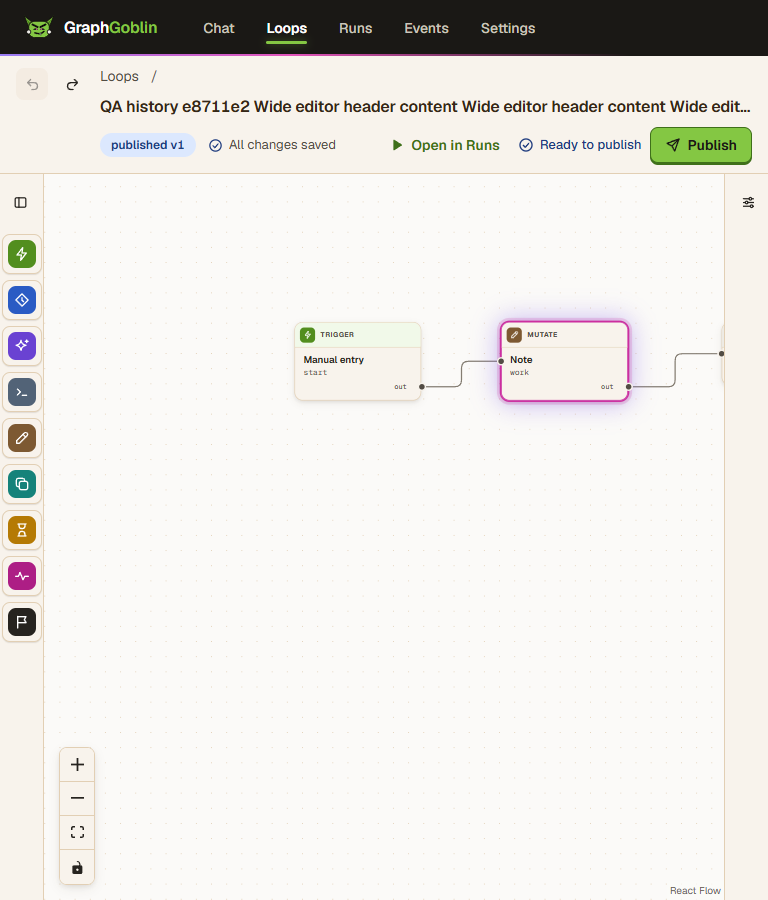 GraphGoblin Chat Loops Runs Events Settings
Loops /
QA history e8711e2 Wide editor header content Wide editor header content Wide edit...
published v1 All changes saved Open in Runs Ready to publish Publish
TRIGGER
Manual entry
start
out
MUTATE
Note
work
out
React Flow